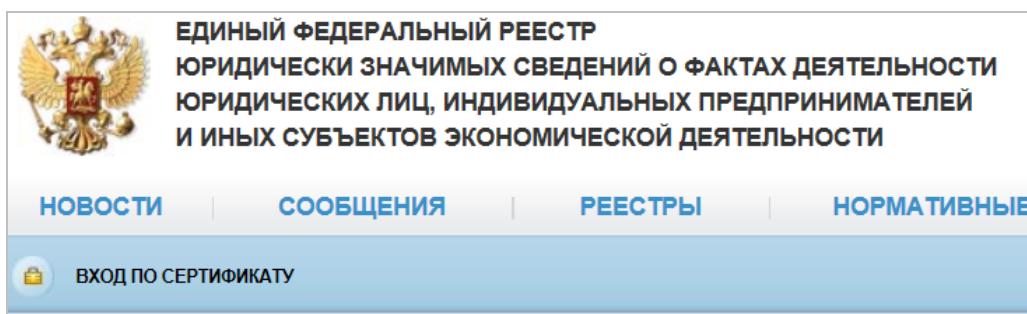 ЕДИНЫЙ ФЕДЕРАЛЬНЫЙ РЕЕСТР
ЮРИДИЧЕСКИ ЗНАЧИМЫХ СВЕДЕНИЙ О ФАКТАХ ДЕЯТЕЛЬНОСТИ
ЮРИДИЧЕСКИХ ЛИЦ, ИНДИВИДУАЛЬНЫХ ПРЕДПРИНИМАТЕЛЕЙ
И ИНЫХ СУБЪЕКТОВ ЭКОНОМИЧЕСКОЙ ДЕЯТЕЛЬНОСТИ
НОВОСТИ СООБЩЕНИЯ РЕЕСТРЫ НОРМАТИВНЫЕ
ВХОД ПО СЕРТИФИКАТУ